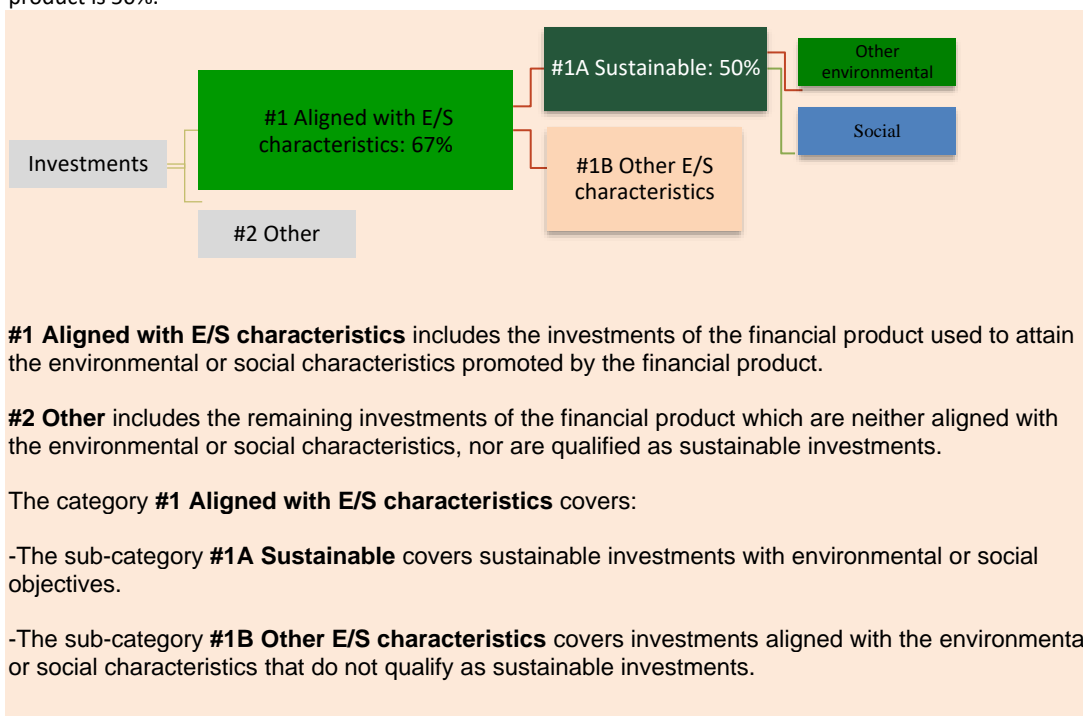 product is 50%.
#1A Sustainable: 50%
Other
environmental
#1 Aligned with E/S
characteristics: 67%
Social
Investments
#1B Other E/S
characteristics
#2 Other
#1 Aligned with E/S characteristics includes the investments of the financial product used to attain
the environmental or social characteristics promoted by the financial product.
#2 Other includes the remaining investments of the financial product which are neither aligned with
the environmental or social characteristics, nor are qualified as sustainable investments.
The category #1 Aligned with E/S characteristics covers:
-The sub-category #1A Sustainable covers sustainable investments with environmental or social
objectives.
-The sub-category #1B Other E/S characteristics covers investments aligned with the environmenta
or social characteristics that do not qualify as sustainable investments.